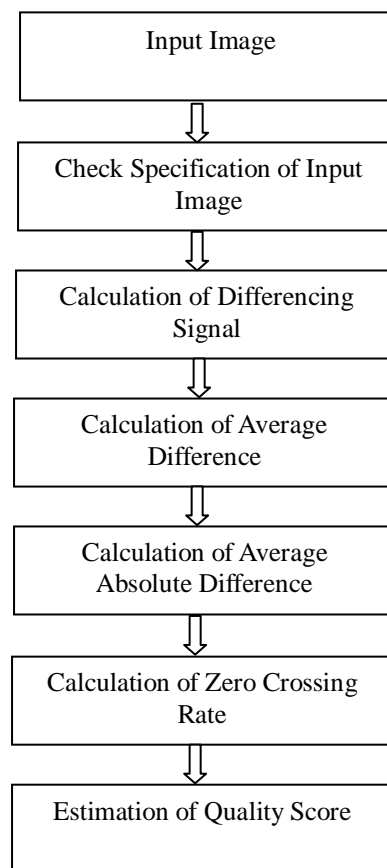 Input Image
Check Specification of Input
Image
Calculation of Differencing
Signal
Calculation of Average
Difference
Calculation of Average
Absolute Difference
Calculation of Zero Crossing
Rate
Estimation of Quality Score